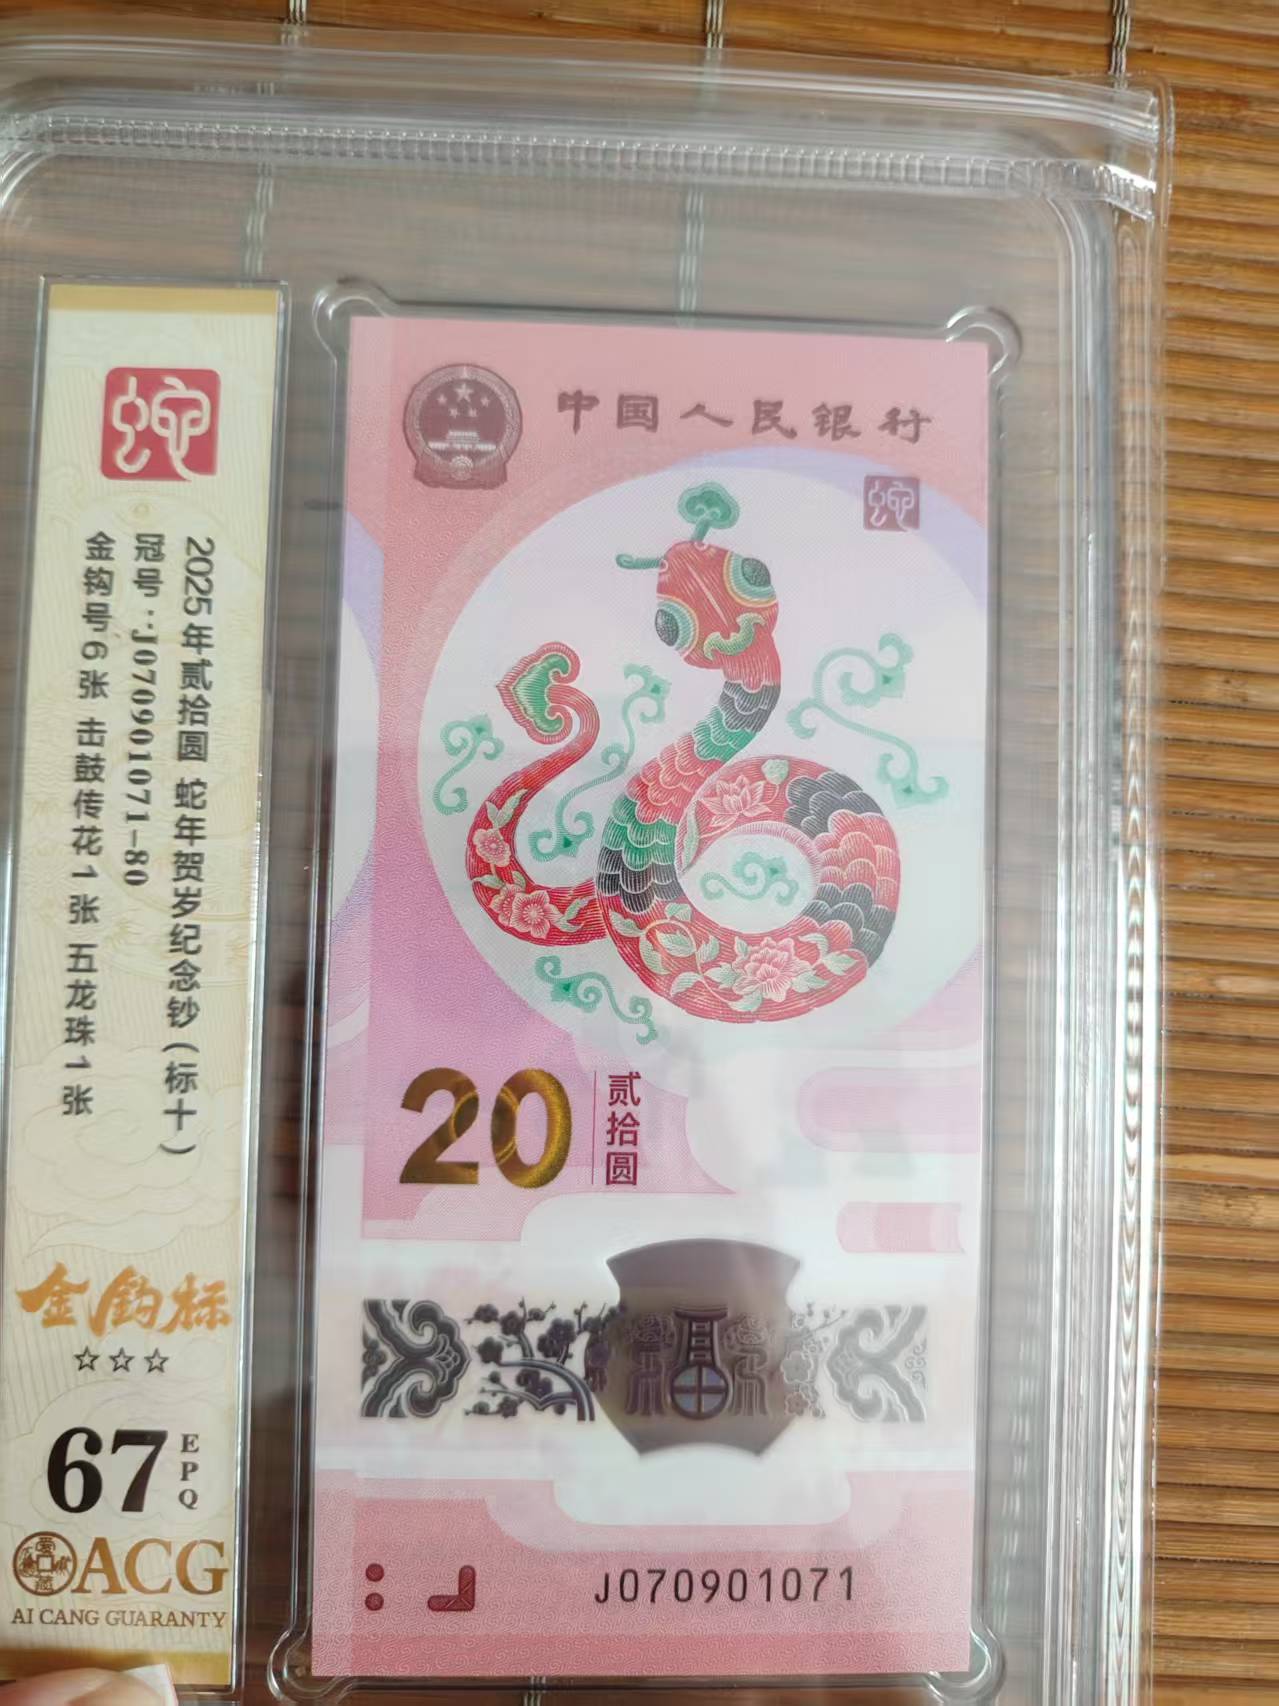 蛇
2025年贰拾圆 蛇年贺岁纪念钞(标十)
冠号:J070901071-80
金钩号6张 击鼓传花1张 五龙珠1张
金钩标
☆☆☆
67
EPQ
ACG
AI CANG GUARANTY
中国人民银行
蛇
20
贰拾圆
福
J070901071